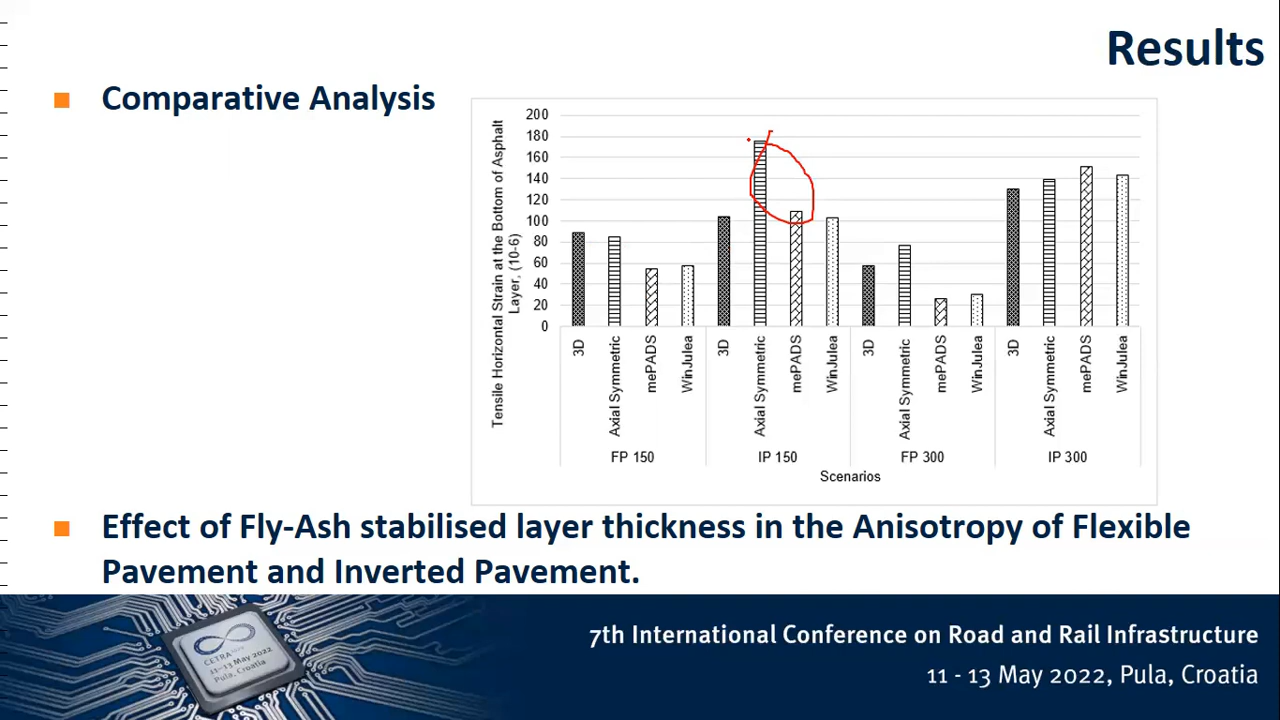 Results
Comparative Analysis
Tensile Horizontal Strain at the Bottom of Asphalt
Layer, (10-6)
200
180
160
140
120
100
80
60
40
20
0
3D
Axial Symmetric
mePADS
WinJulea
3D
Axial Symmetric
mePADS
WinJulea
3D
Axial Symmetric
mePADS
WinJulea
3D
Axial Symmetric
mePADS
WinJulea
FP 150
IP 150
FP 300
IP 300
Scenarios
Effect of Fly-Ash stabilised layer thickness in the Anisotropy of Flexible
Pavement and Inverted Pavement.
CETRA
11-13 May 2022
Pula, Croatia
7th International Conference on Road and Rail Infrastructure
11 - 13 May 2022, Pula, Croatia